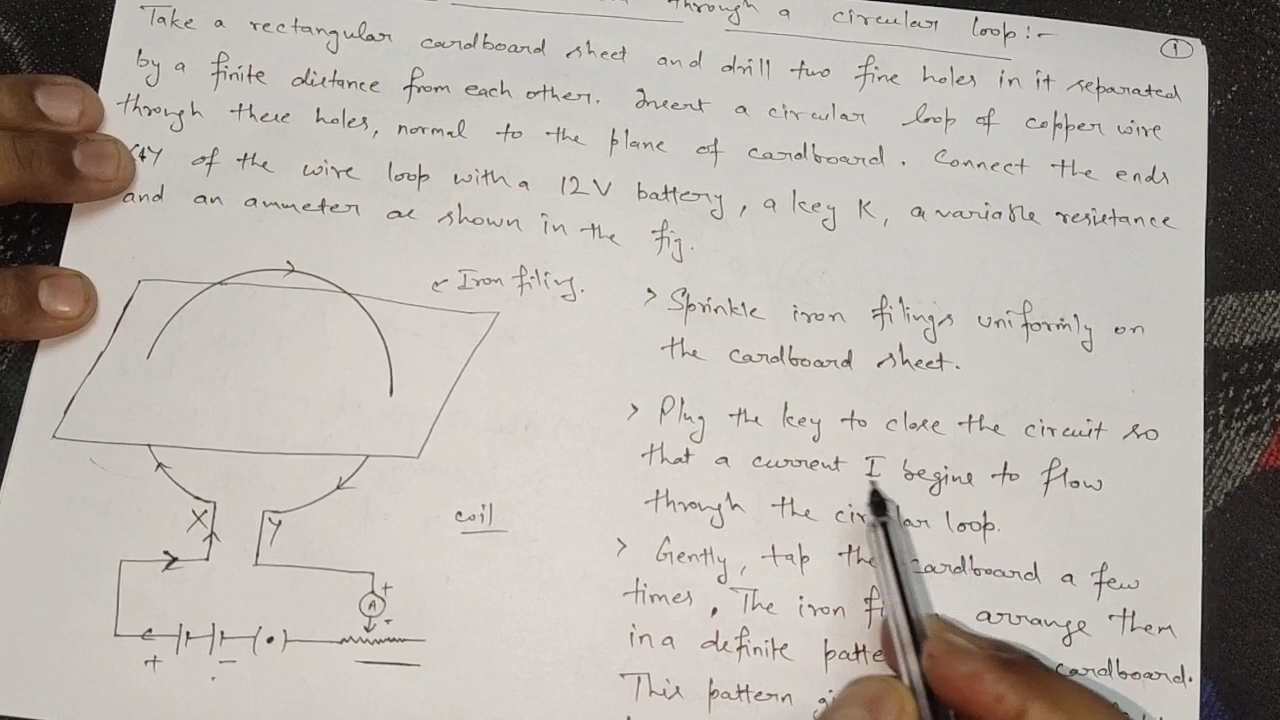 through a circular loop:-
1
Take a rectangular cardboard sheet and drill two fine holes in it separated
by a finite distance from each other. Insert a circular loop of copper wire
through these holes, normal to the plane of cardboard. Connect the ends
of the wire loop with a 12V battery, a key K, a variable resistance
and an ammeter as shown in the fig.
Iron filing.
> Sprinkle iron filings uniformly on
the cardboard sheet.
> Plug the key to close the circuit so
that a current I begins to flow
through the circular loop.
> Gently, tap the cardboard a few
times. The iron arrange them
in a definite cardboard.
This pattern
X
Y
coil
A
+
-
+
-